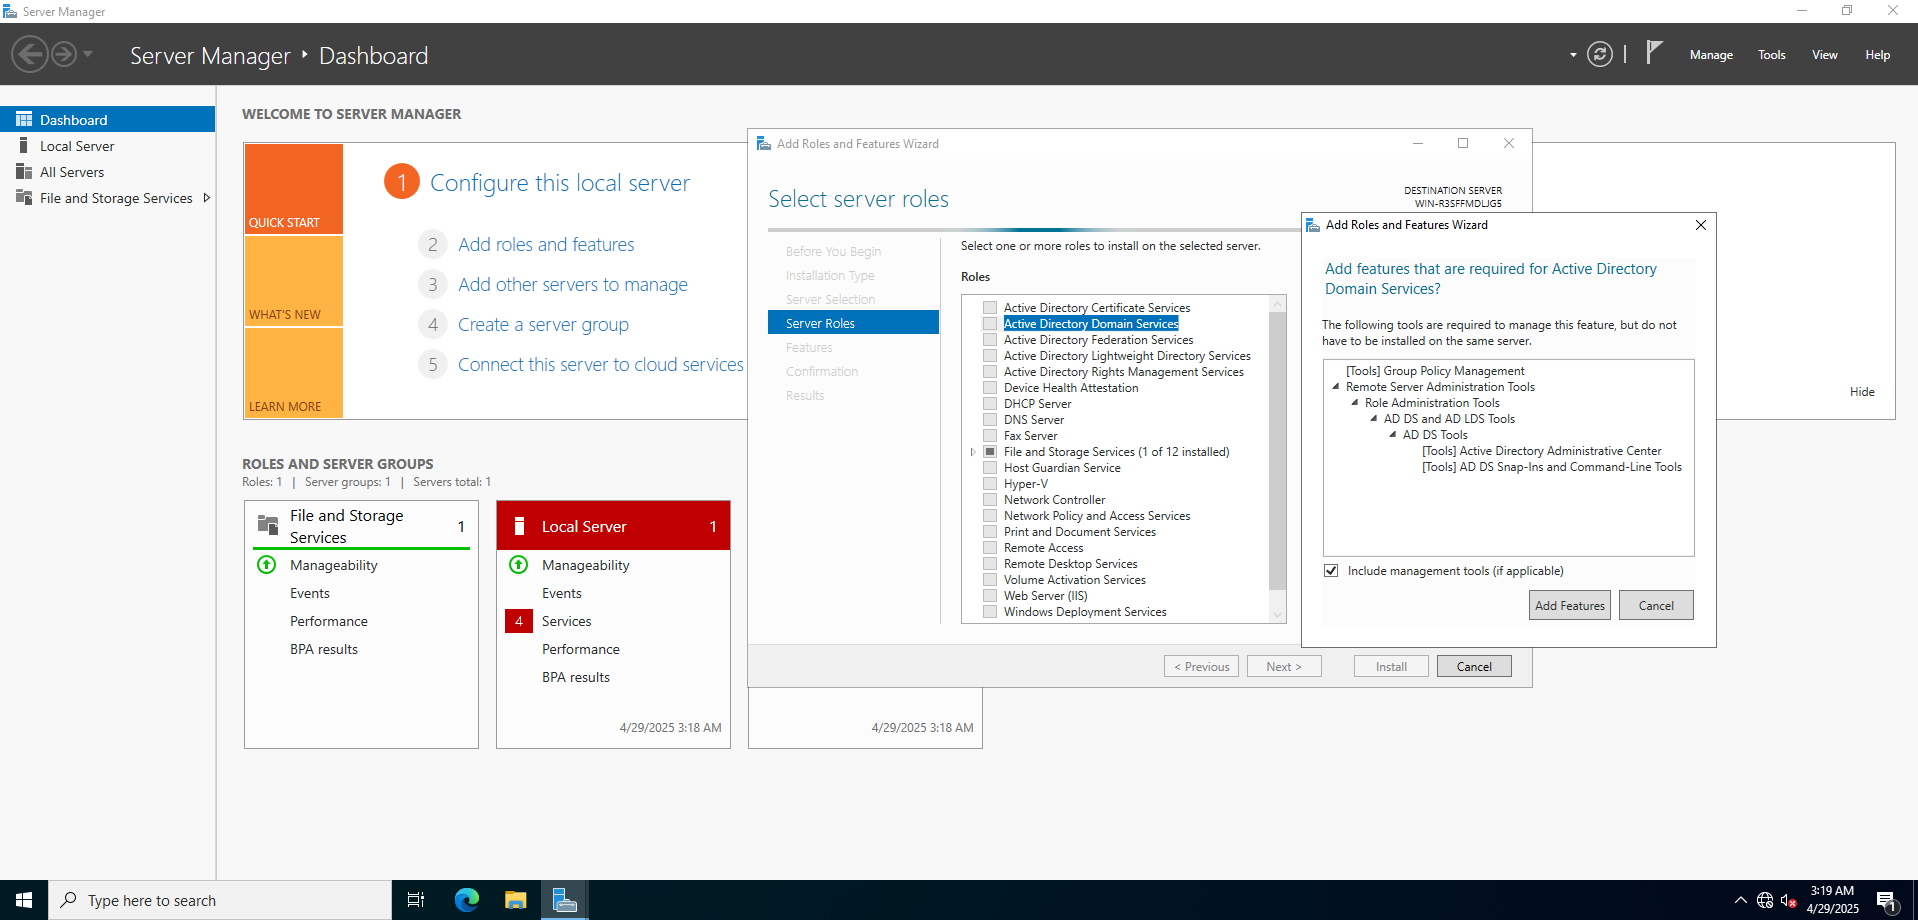 Server Manager
Server Manager ‣ Dashboard
Manage
Tools
View
Help
Dashboard
Local Server
All Servers
File and Storage Services
WELCOME TO SERVER MANAGER
QUICK START
WHAT'S NEW
LEARN MORE
1 Configure this local server
2 Add roles and features
3 Add other servers to manage
4 Create a server group
5 Connect this server to cloud services
Hide
ROLES AND SERVER GROUPS
Roles: 1 | Server groups: 1 | Servers total: 1
File and Storage
Services
1
Manageability
Events
Performance
BPA results
Local Server 1
Manageability
Events
4 Services
Performance
BPA results
4/29/2025 3:18 AM
4/29/2025 3:18 AM
Add Roles and Features Wizard
Select server roles
DESTINATION SERVER
WIN-R3SFFMDLJG5
Before You Begin
Installation Type
Server Selection
Server Roles
Features
Confirmation
Results
Select one or more roles to install on the selected server.
Roles
Active Directory Certificate Services
Active Directory Domain Services
Active Directory Federation Services
Active Directory Lightweight Directory Services
Active Directory Rights Management Services
Device Health Attestation
DHCP Server
DNS Server
Fax Server
File and Storage Services (1 of 12 installed)
Host Guardian Service
Hyper-V
Network Controller
Network Policy and Access Services
Print and Document Services
Remote Access
Remote Desktop Services
Volume Activation Services
Web Server (IIS)
Windows Deployment Services
< Previous
Next >
Install
Cancel
Add Roles and Features Wizard
Add features that are required for Active Directory
Domain Services?
The following tools are required to manage this feature, but do not
have to be installed on the same server.
[Tools] Group Policy Management
Remote Server Administration Tools
Role Administration Tools
AD DS and AD LDS Tools
AD DS Tools
[Tools] Active Directory Administrative Center
[Tools] AD DS Snap-Ins and Command-Line Tools
Include management tools (if applicable)
Add Features
Cancel
Type here to search
3:19 AM
4/29/2025
1